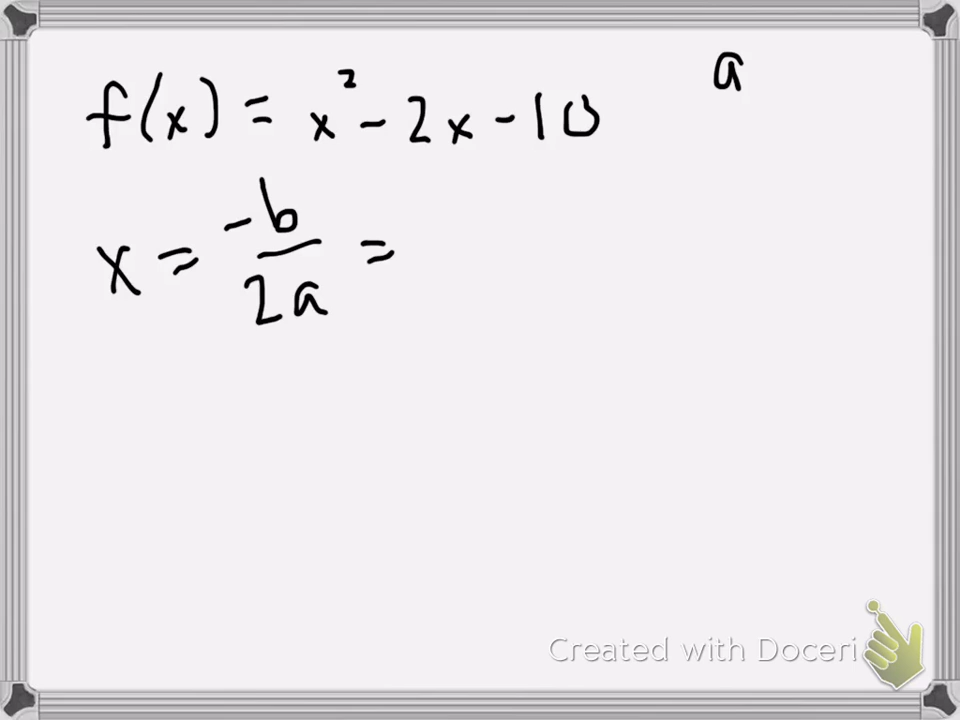 f(x) = x² - 2x - 10
a
x = -b/2a =
Created with Doceri